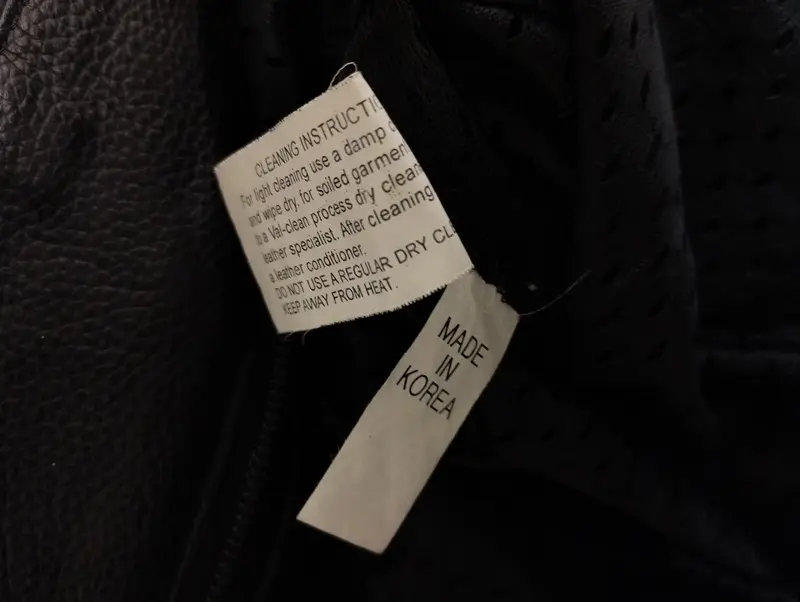 CLEANING INSTRUCTIO
For light cleaning use a damp c
and wipe dry. for soiled garmen
to a Val-clean process dry clean
leather specialist. After cleaning
a leather conditioner.
DO NOT USE A REGULAR DRY CL
KEEP AWAY FROM HEAT.
MADE
IN
KOREA